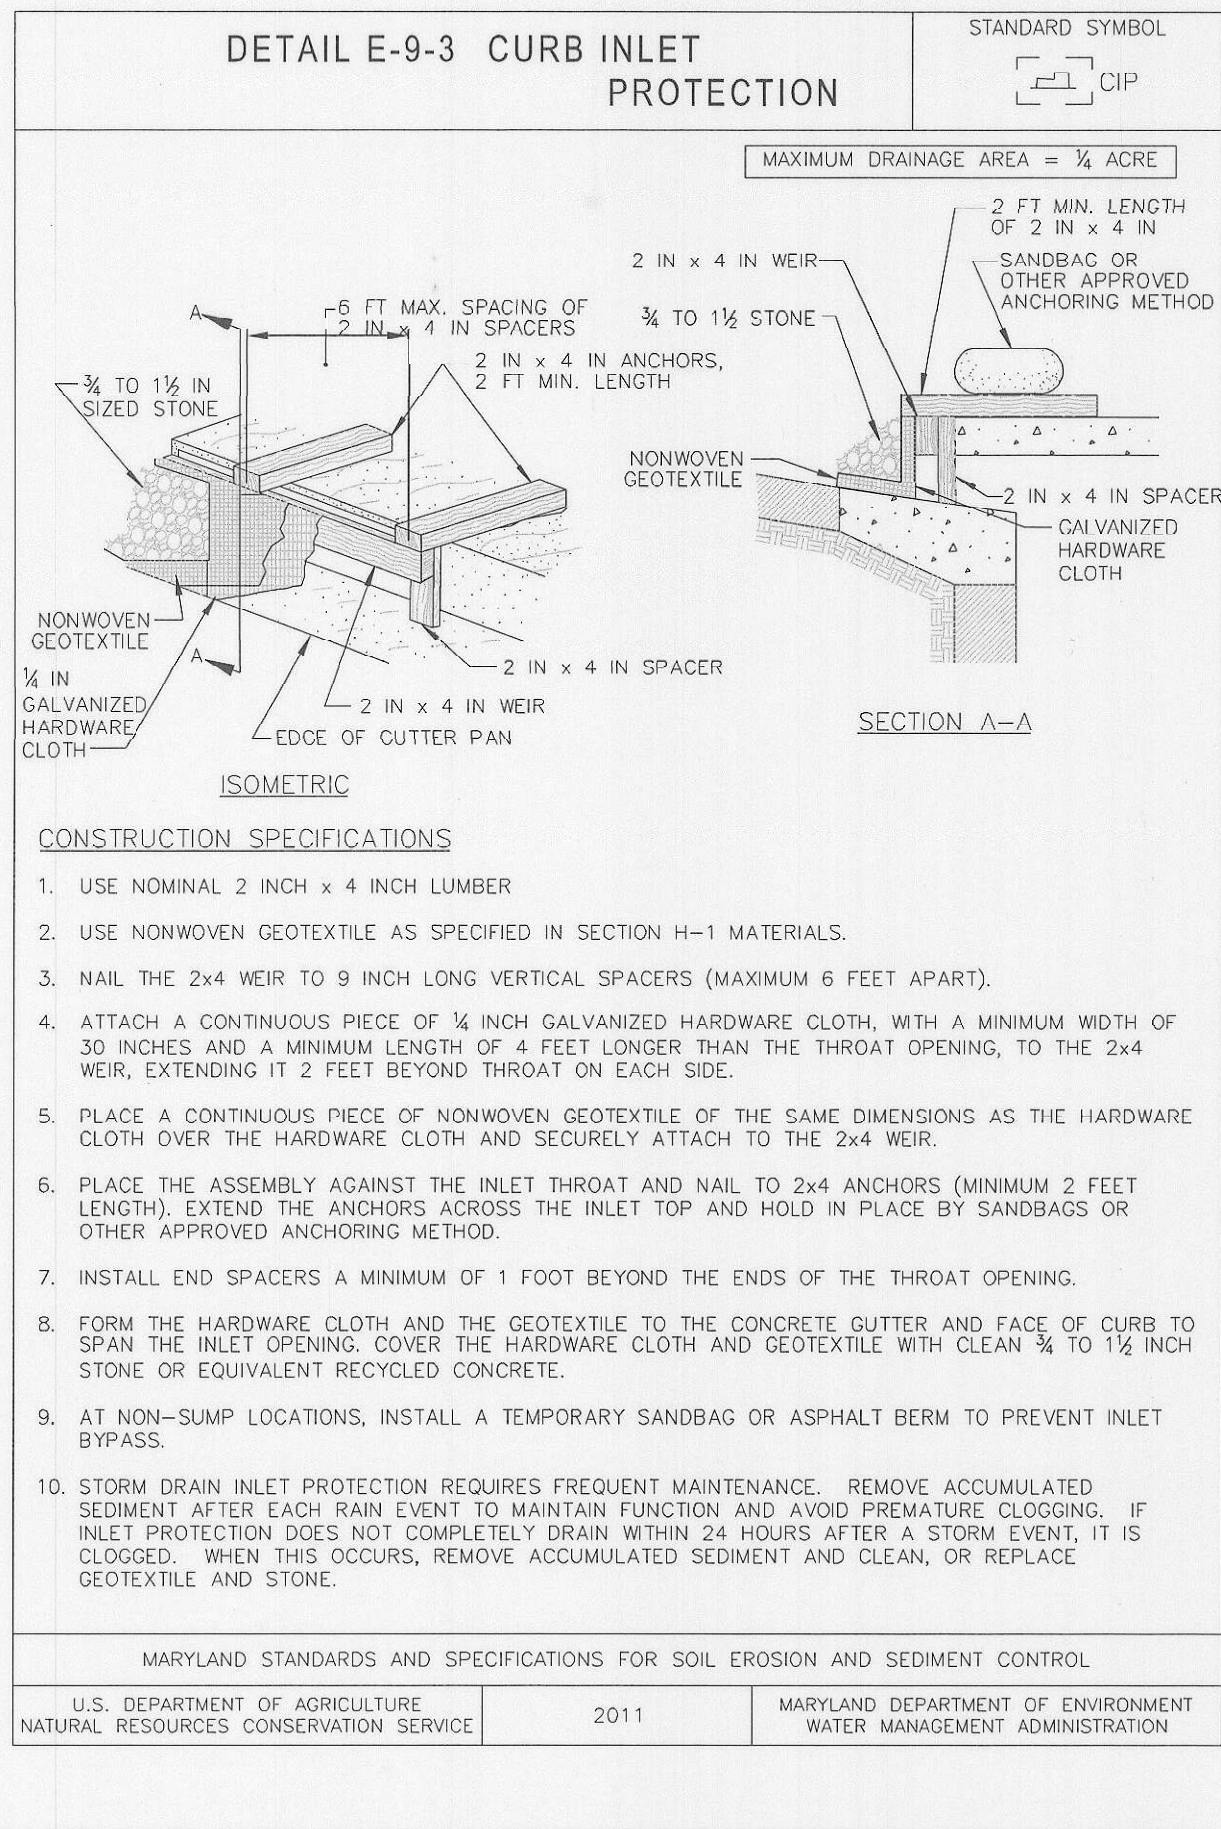 DETAIL E-9-3 CURB INLET
PROTECTION
STANDARD SYMBOL
CIP
MAXIMUM DRAINAGE AREA = ¼ ACRE
2 FT MIN. LENGTH
OF 2 IN x 4 IN
2 IN x 4 IN WEIR
SANDBAG OR
OTHER APPROVED
ANCHORING METHOD
¾ TO 1½ STONE
NONWOVEN
GEOTEXTILE
2 IN x 4 IN SPACER
GALVANIZED
HARDWARE
CLOTH
SECTION A-A
A
6 FT MAX. SPACING OF
2 IN x 4 IN SPACERS
2 IN x 4 IN ANCHORS,
2 FT MIN. LENGTH
¾ TO 1½ IN
SIZED STONE
NONWOVEN
GEOTEXTILE
A
¼ IN
GALVANIZED
HARDWARE
CLOTH
2 IN x 4 IN SPACER
2 IN x 4 IN WEIR
EDGE OF GUTTER PAN
ISOMETRIC
CONSTRUCTION SPECIFICATIONS
1. USE NOMINAL 2 INCH x 4 INCH LUMBER
2. USE NONWOVEN GEOTEXTILE AS SPECIFIED IN SECTION H-1 MATERIALS.
3. NAIL THE 2x4 WEIR TO 9 INCH LONG VERTICAL SPACERS (MAXIMUM 6 FEET APART).
4. ATTACH A CONTINUOUS PIECE OF ¼ INCH GALVANIZED HARDWARE CLOTH, WITH A MINIMUM WIDTH OF
30 INCHES AND A MINIMUM LENGTH OF 4 FEET LONGER THAN THE THROAT OPENING, TO THE 2x4
WEIR, EXTENDING IT 2 FEET BEYOND THROAT ON EACH SIDE.
5. PLACE A CONTINUOUS PIECE OF NONWOVEN GEOTEXTILE OF THE SAME DIMENSIONS AS THE HARDWARE
CLOTH OVER THE HARDWARE CLOTH AND SECURELY ATTACH TO THE 2x4 WEIR.
6. PLACE THE ASSEMBLY AGAINST THE INLET THROAT AND NAIL TO 2x4 ANCHORS (MINIMUM 2 FEET
LENGTH). EXTEND THE ANCHORS ACROSS THE INLET TOP AND HOLD IN PLACE BY SANDBAGS OR
OTHER APPROVED ANCHORING METHOD.
7. INSTALL END SPACERS A MINIMUM OF 1 FOOT BEYOND THE ENDS OF THE THROAT OPENING.
8. FORM THE HARDWARE CLOTH AND THE GEOTEXTILE TO THE CONCRETE GUTTER AND FACE OF CURB TO
SPAN THE INLET OPENING. COVER THE HARDWARE CLOTH AND GEOTEXTILE WITH CLEAN ¾ TO 1½ INCH
STONE OR EQUIVALENT RECYCLED CONCRETE.
9. AT NON-SUMP LOCATIONS, INSTALL A TEMPORARY SANDBAG OR ASPHALT BERM TO PREVENT INLET
BYPASS.
10. STORM DRAIN INLET PROTECTION REQUIRES FREQUENT MAINTENANCE. REMOVE ACCUMULATED
SEDIMENT AFTER EACH RAIN EVENT TO MAINTAIN FUNCTION AND AVOID PREMATURE CLOGGING. IF
INLET PROTECTION DOES NOT COMPLETELY DRAIN WITHIN 24 HOURS AFTER A STORM EVENT, IT IS
CLOGGED. WHEN THIS OCCURS, REMOVE ACCUMULATED SEDIMENT AND CLEAN, OR REPLACE
GEOTEXTILE AND STONE.
MARYLAND STANDARDS AND SPECIFICATIONS FOR SOIL EROSION AND SEDIMENT CONTROL
U.S. DEPARTMENT OF AGRICULTURE
NATURAL RESOURCES CONSERVATION SERVICE
2011
MARYLAND DEPARTMENT OF ENVIRONMENT
WATER MANAGEMENT ADMINISTRATION